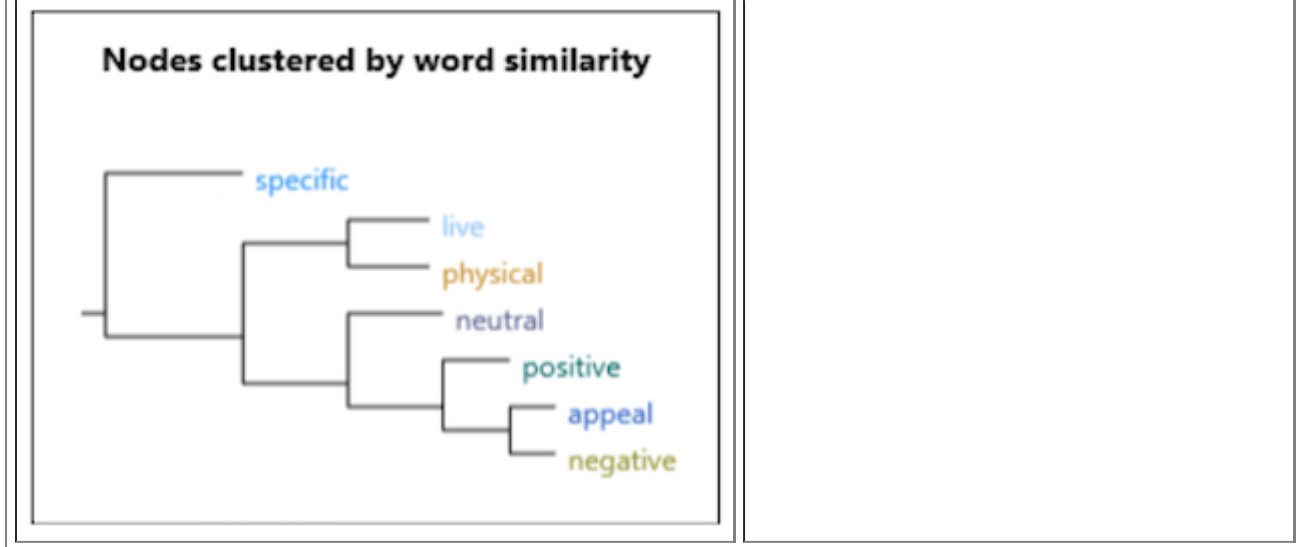 Nodes clustered by word similarity
specific
live
physical
neutral
positive
appeal
negative